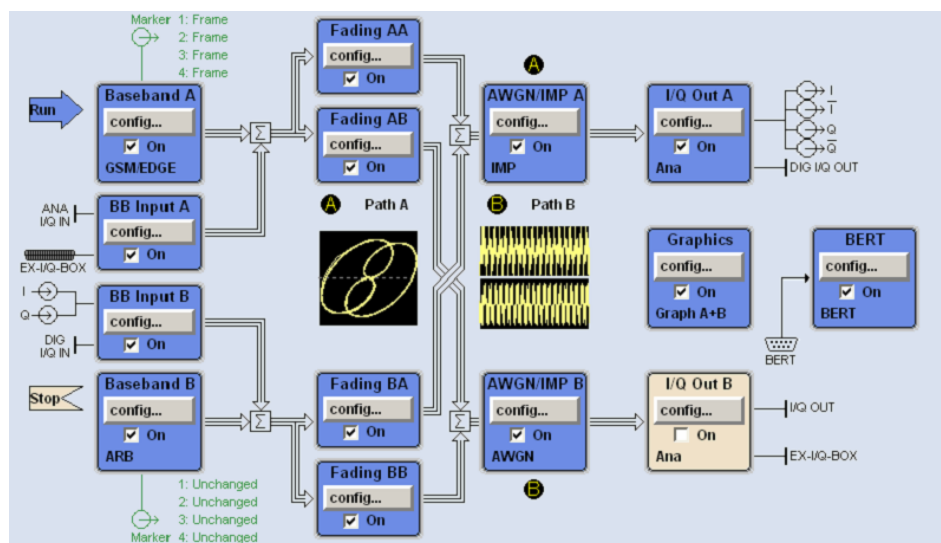 Marker 1: Frame
2: Frame
3: Frame
4: Frame
Run
Baseband A
config...
On
GSM/EDGE
Fading AA
config...
On
Fading AB
config...
On
Σ
Σ
A
AWGN/IMP A
config...
On
IMP
I/Q Out A
config...
On
Ana
I
I
Q
Q
DIG I/Q OUT
ANA
I/Q IN
BB Input A
config...
On
EX-I/Q-BOX
A Path A
B Path B
Graphics
config...
On
Graph A+B
BERT
config...
On
BERT
BERT
I
Q
BB Input B
config...
On
DIG
I/Q IN
Stop
Baseband B
config...
On
ARB
Σ
Fading BA
config...
On
Fading BB
config...
On
Σ
AWGN/IMP B
config...
On
AWGN
B
I/Q Out B
config...
On
Ana
I/Q OUT
EX-I/Q-BOX
1: Unchanged
2: Unchanged
3: Unchanged
Marker 4: Unchanged